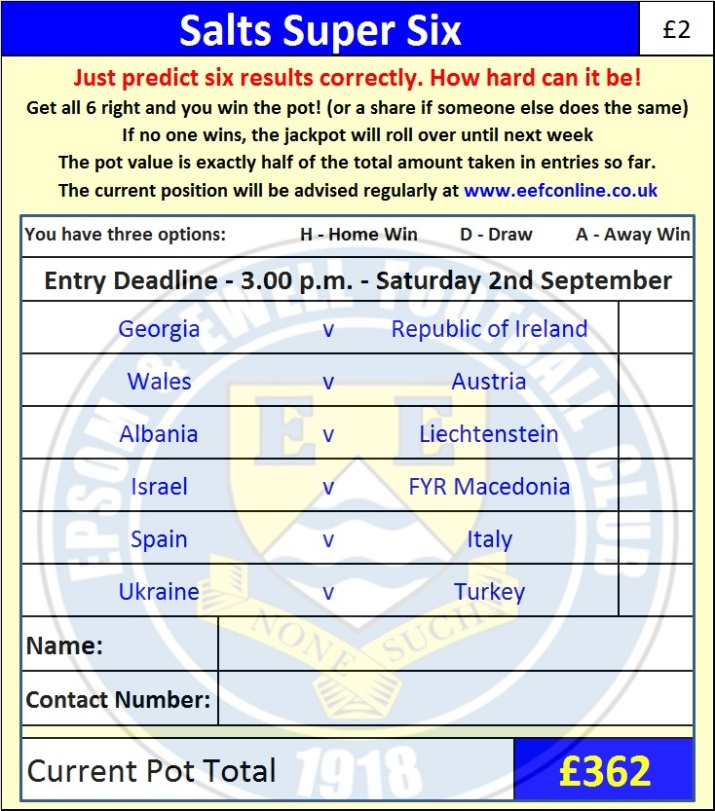 Salts Super Six £2
Just predict six results correctly. How hard can it be!
Get all 6 right and you win the pot! (or a share if someone else does the same)
If no one wins, the jackpot will roll over until next week
The pot value is exactly half of the total amount taken in entries so far.
The current position will be advised regularly at www.eefconline.co.uk
You have three options: H - Home Win D - Draw A - Away Win
Entry Deadline - 3.00 p.m. - Saturday 2nd September
Georgia v Republic of Ireland
Wales v Austria
Albania v Liechtenstein
Israel v FYR Macedonia
Spain v Italy
Ukraine v Turkey
Name:
Contact Number:
Current Pot Total £362
EPSOM & EWELL FOOTBALL CLUB
E E
NONE SUCH
1918